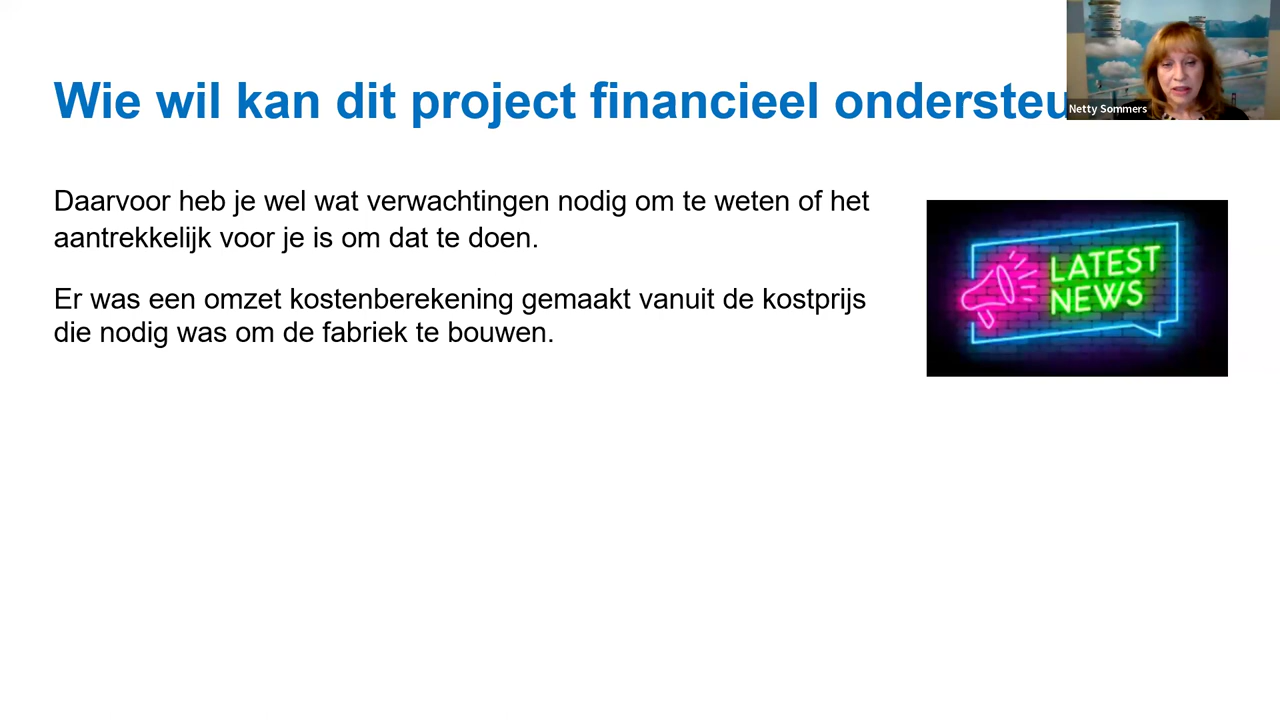 Wie wil kan dit project financieel ondersteu
Netty Sommers
Daarvoor heb je wel wat verwachtingen nodig om te weten of het
aantrekkelijk voor je is om dat te doen.
Er was een omzet kostenberekening gemaakt vanuit de kostprijs
die nodig was om de fabriek te bouwen.
LATEST
NEWS